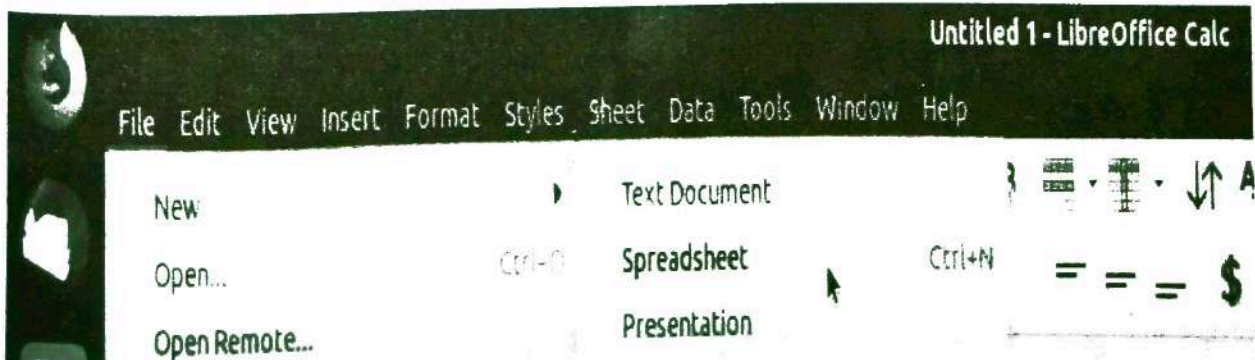 Untitled 1 - LibreOffice Calc
File Edit View Insert Format Styles Sheet Data Tools Window Help
New
Text Document
Open...
Ctrl+O
Spreadsheet
Ctrl+N
Open Remote...
Presentation
$